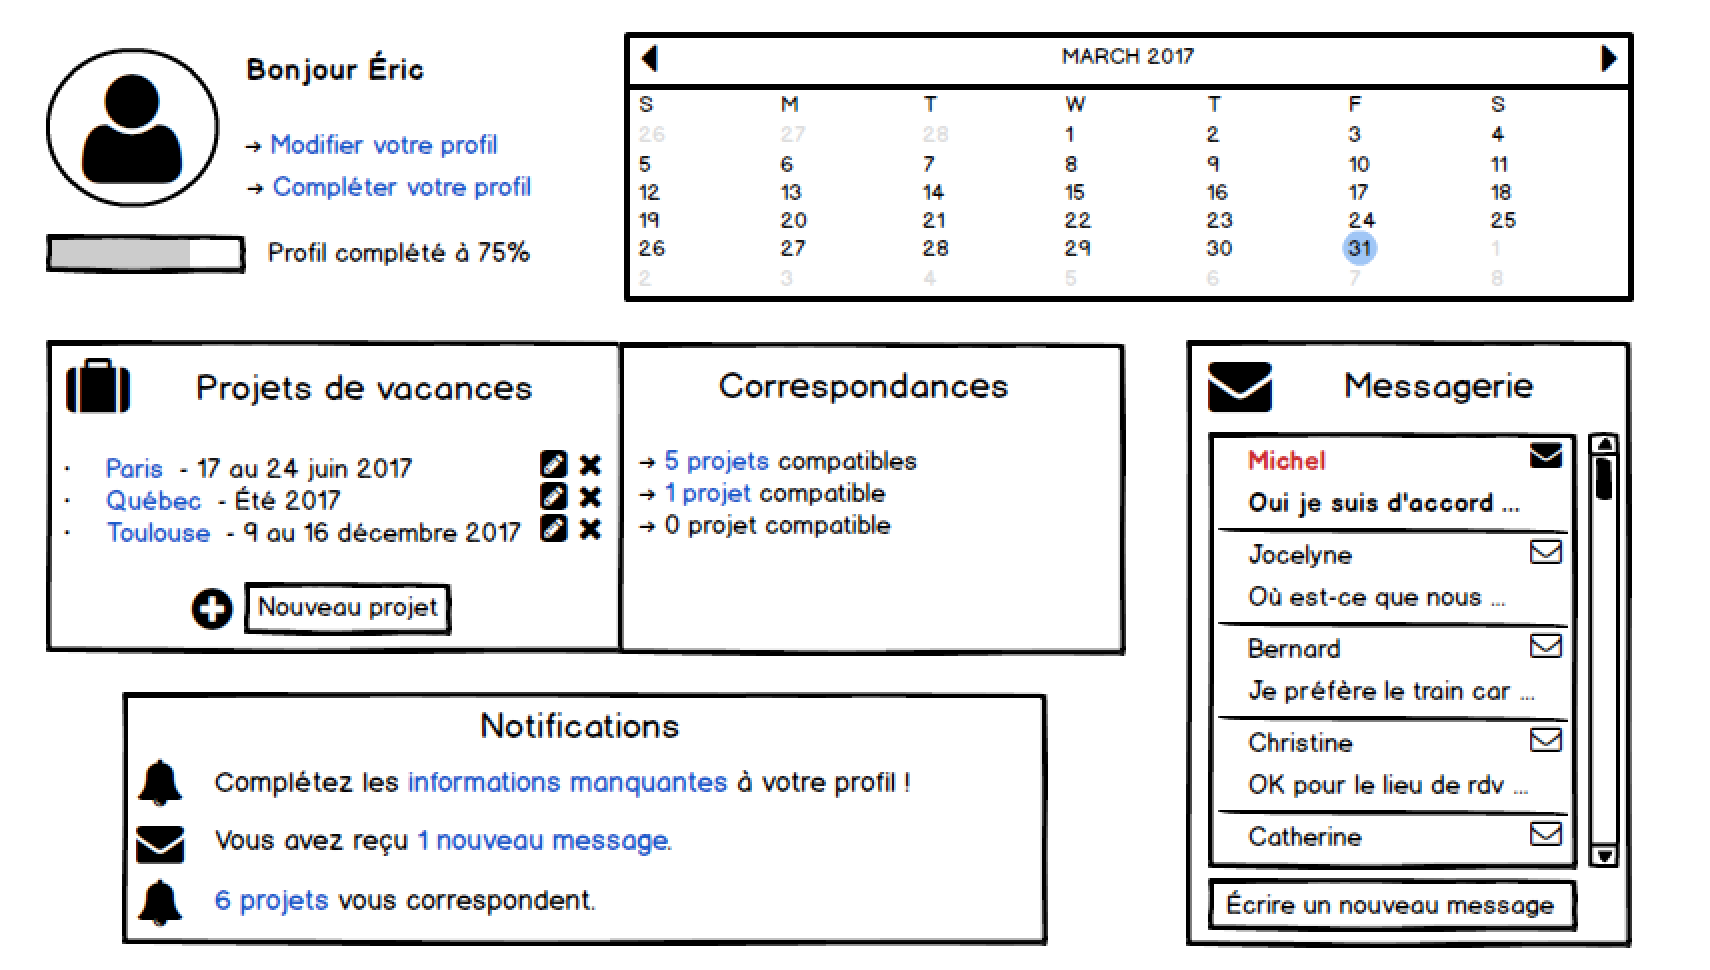 Bonjour Éric
→ Modifier votre profil
→ Compléter votre profil
Profil complété à 75%
MARCH 2017
S M T W T F S
26 27 28 1 2 3 4
5 6 7 8 9 10 11
12 13 14 15 16 17 18
19 20 21 22 23 24 25
26 27 28 29 30 31 1
2 3 4 5 6 7 8
Projets de vacances
· Paris - 17 au 24 juin 2017
· Québec - Été 2017
· Toulouse - 9 au 16 décembre 2017
Nouveau projet
Correspondances
→ 5 projets compatibles
→ 1 projet compatible
→ 0 projet compatible
Messagerie
Michel
Oui je suis d'accord ...
Jocelyne
Où est-ce que nous ...
Bernard
Je préfère le train car ...
Christine
OK pour le lieu de rdv ...
Catherine
Écrire un nouveau message
Notifications
Complétez les informations manquantes à votre profil !
Vous avez reçu 1 nouveau message.
6 projets vous correspondent.